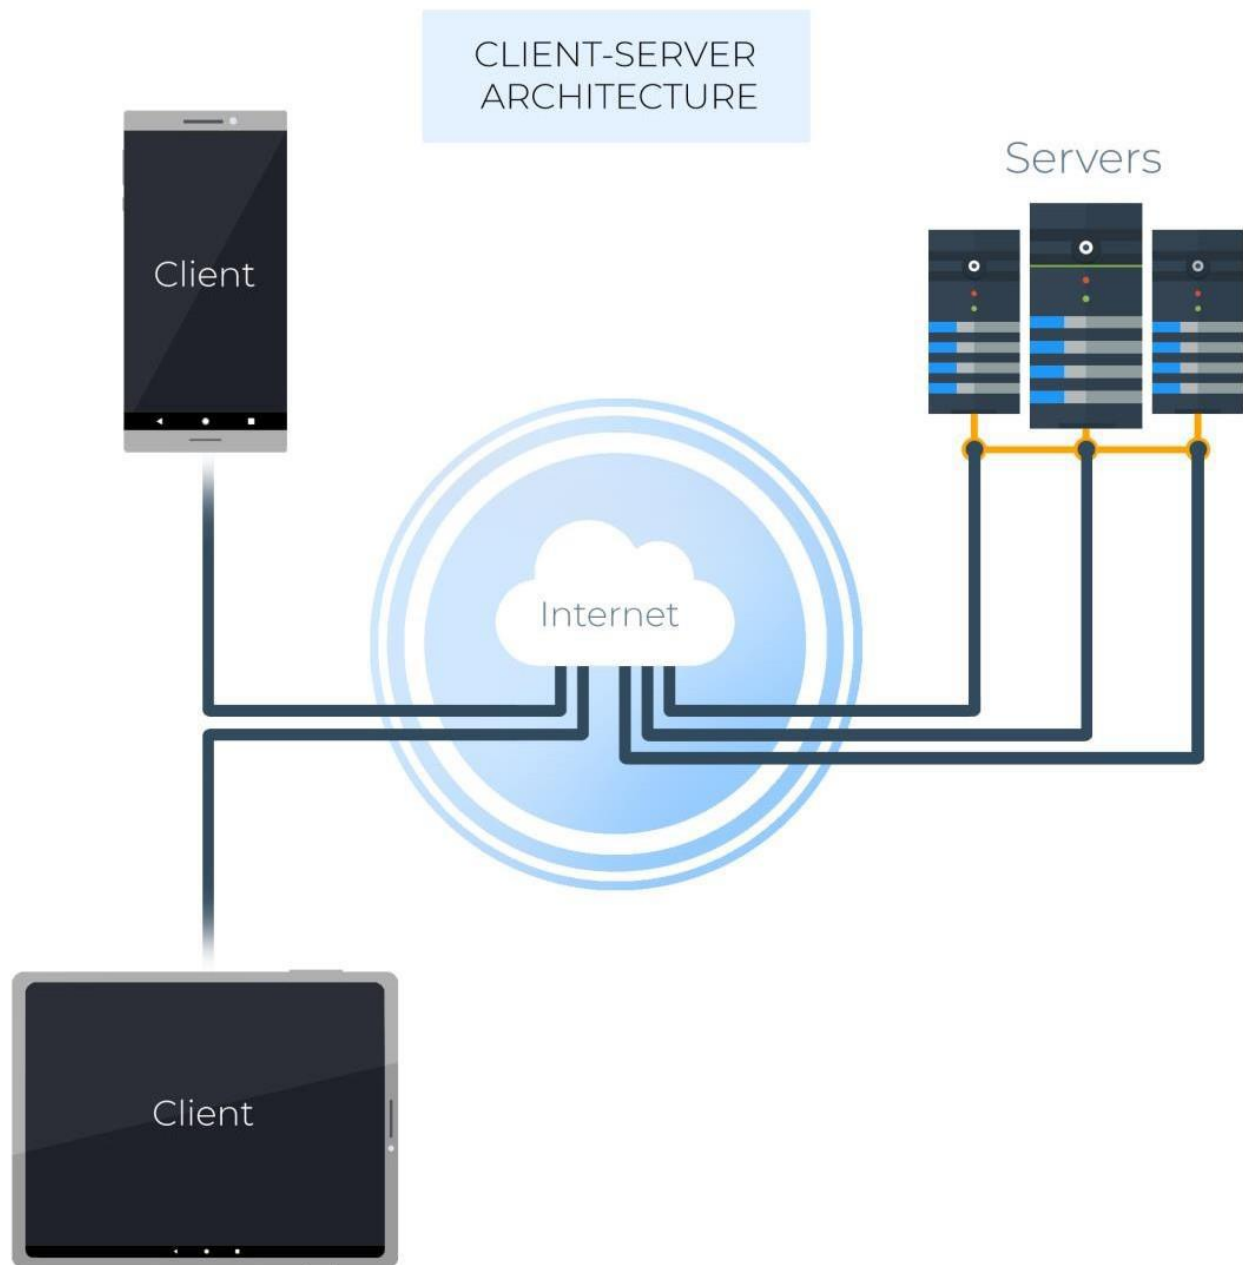 CLIENT-SERVER
ARCHITECTURE
Servers
Client
Internet
Client